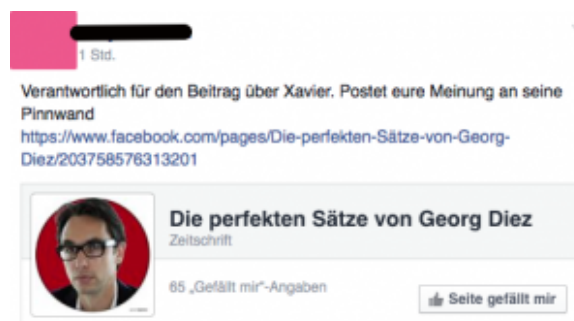 1 Std.
Verantwortlich für den Beitrag über Xavier. Postet eure Meinung an seine
Pinnwand
https://www.facebook.com/pages/Die-perfekten-Sätze-von-Georg-
Diez/203758576313201
Die perfekten Sätze von Georg Diez
Zeitschrift
65 „Gefällt mir“-Angaben
Seite gefällt mir